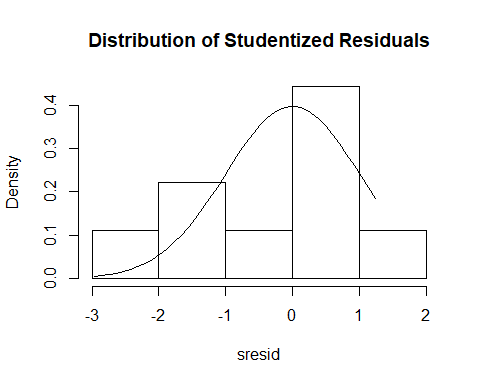 Distribution of Studentized Residuals
Density
0.4
0.3
0.2
0.1
0.0
-3 -2 -1 0 1 2
sresid